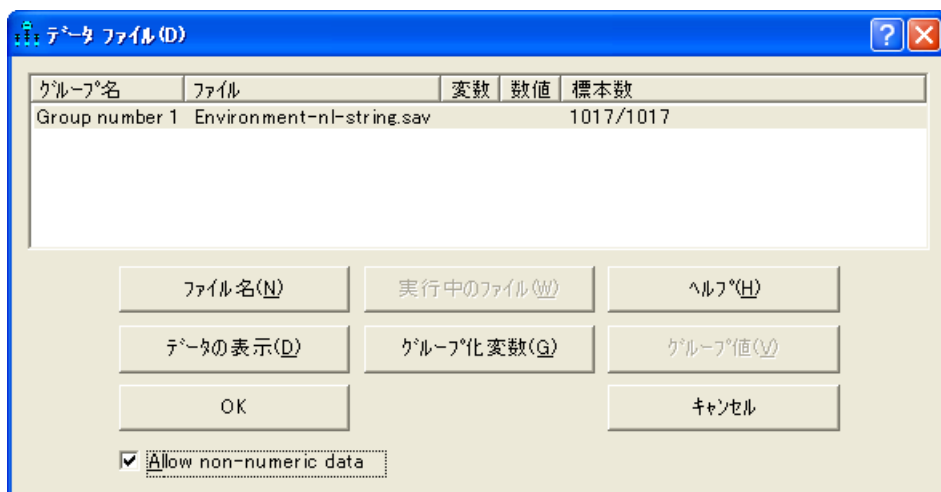 データ ファイル(D)
グループ名 ファイル 変数 数値 標本数
Group number 1 Environment-nl-string.sav 1017/1017
ファイル名(N) 実行中のファイル(W) ヘルプ(H)
データの表示(D) グループ化変数(G) グループ値(V)
OK キャンセル
Allow non-numeric data